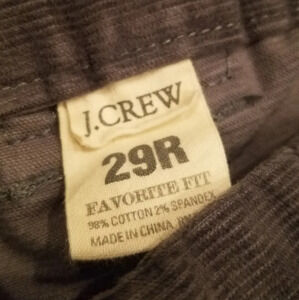 J.CREW
29R
FAVORITE FIT
98% COTTON 2% SPANDEX
MADE IN CHINA